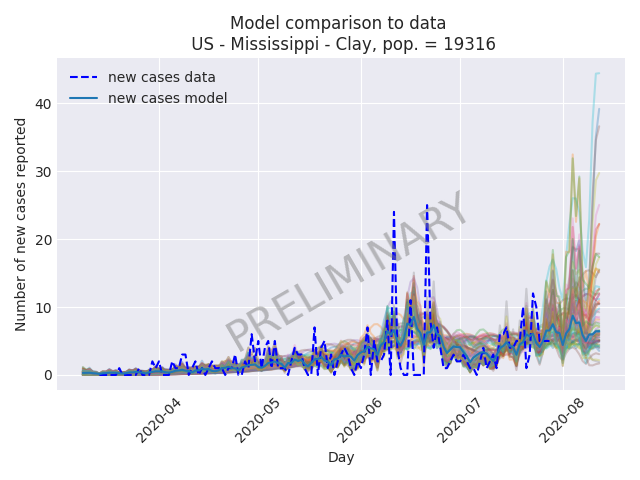 Model comparison to data
US - Mississippi - Clay, pop. = 19316
new cases data
new cases model
Number of new cases reported
40
30
20
10
0
PRELIMINARY
2020-04
2020-05
2020-06
2020-07
2020-08
Day